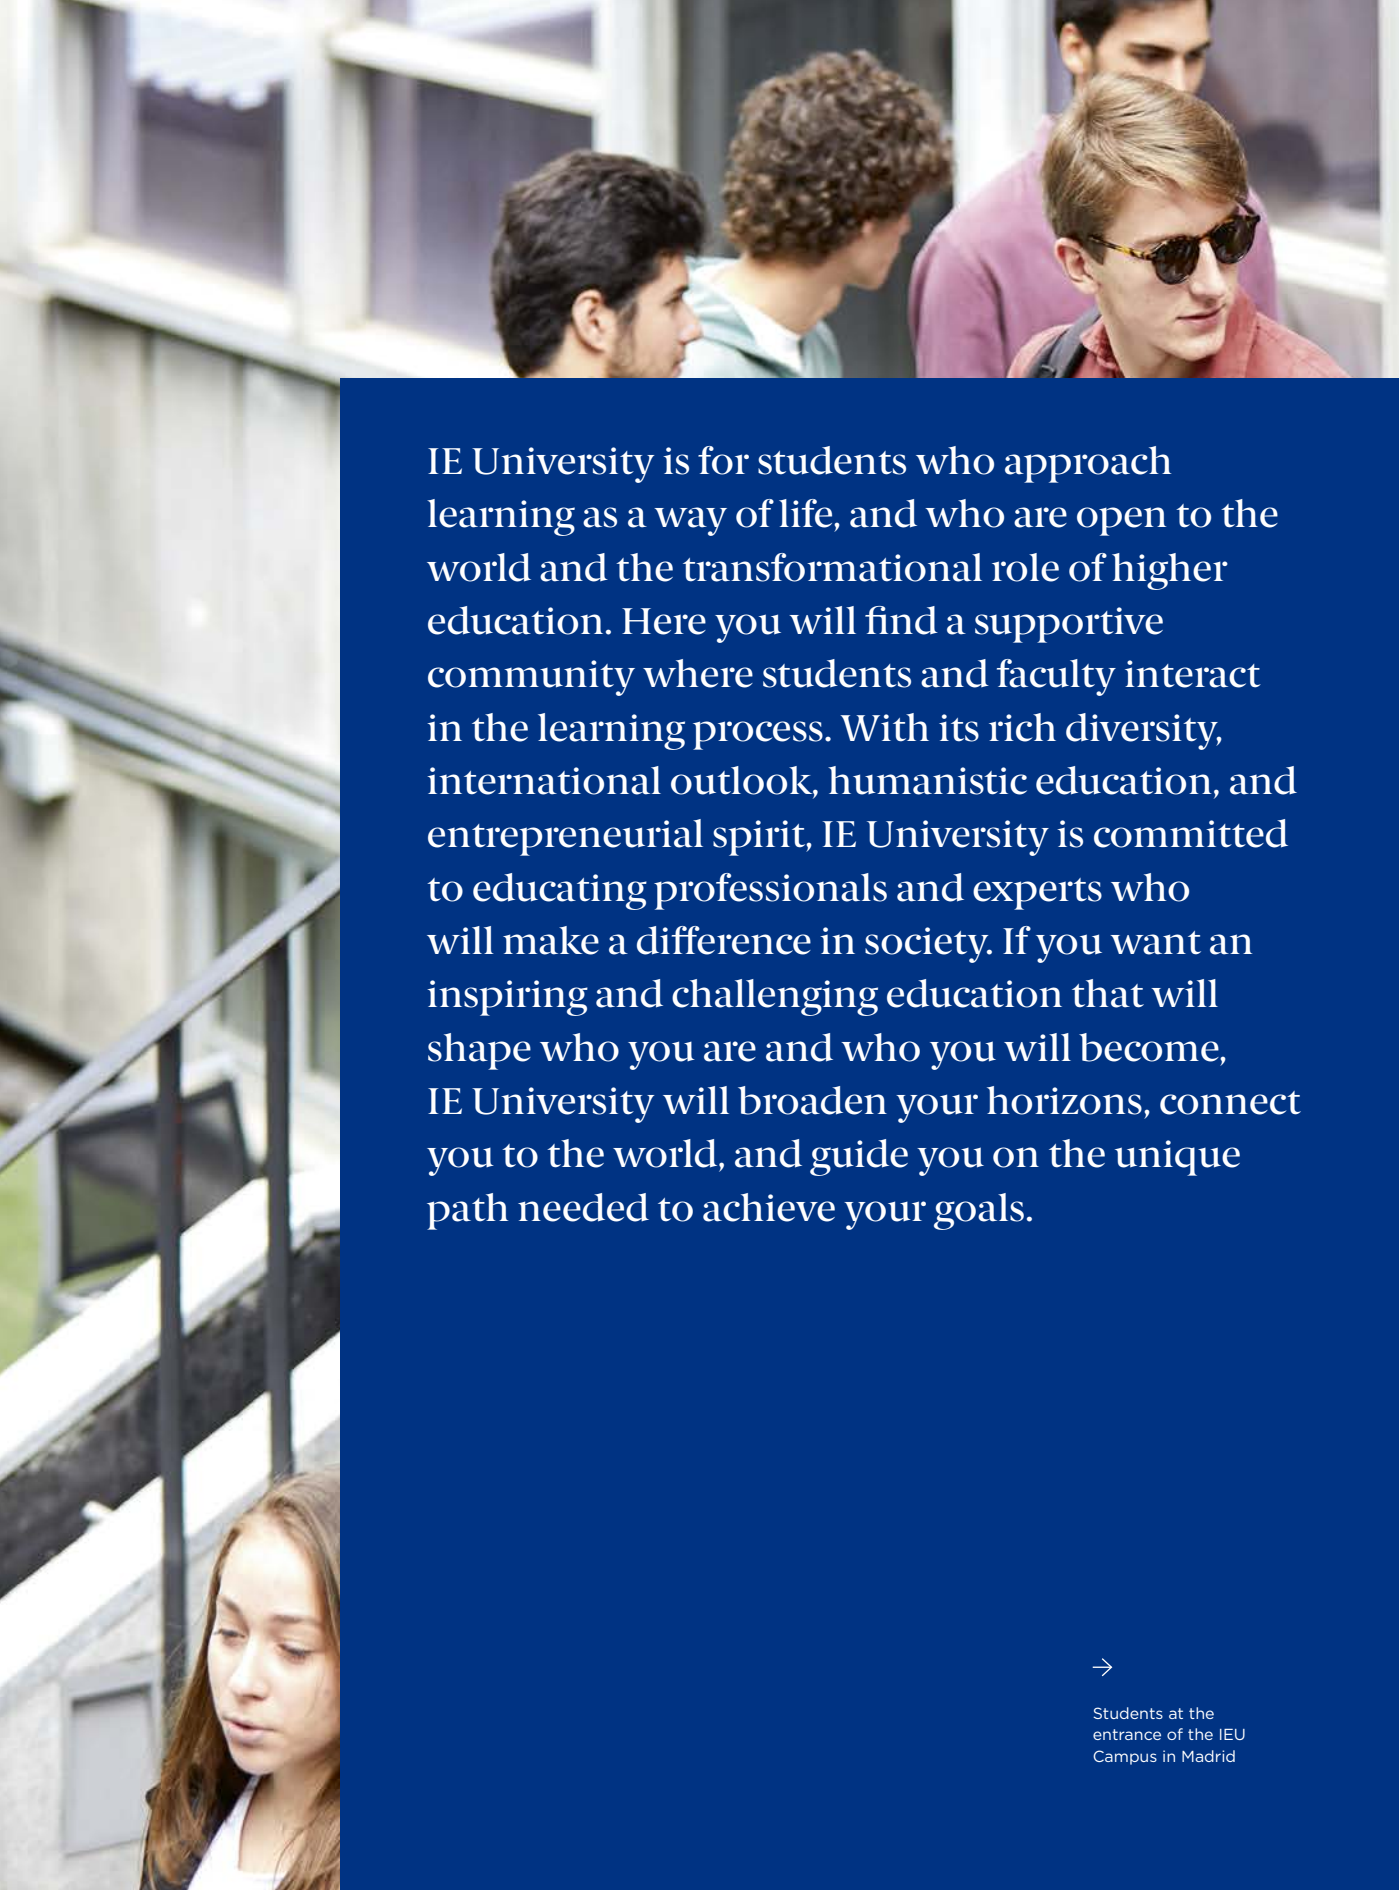 IE University is for students who approach
learning as a way of life, and who are open to the
world and the transformational role of higher
education. Here you will find a supportive
community where students and faculty interact
in the learning process. With its rich diversity,
international outlook, humanistic education, and
entrepreneurial spirit, IE University is committed
to educating professionals and experts who
will make a difference in society. If you want an
inspiring and challenging education that will
shape who you are and who you will become,
IE University will broaden your horizons, connect
you to the world, and guide you on the unique
path needed to achieve your goals.
→
Students at the
entrance of the IEU
Campus in Madrid